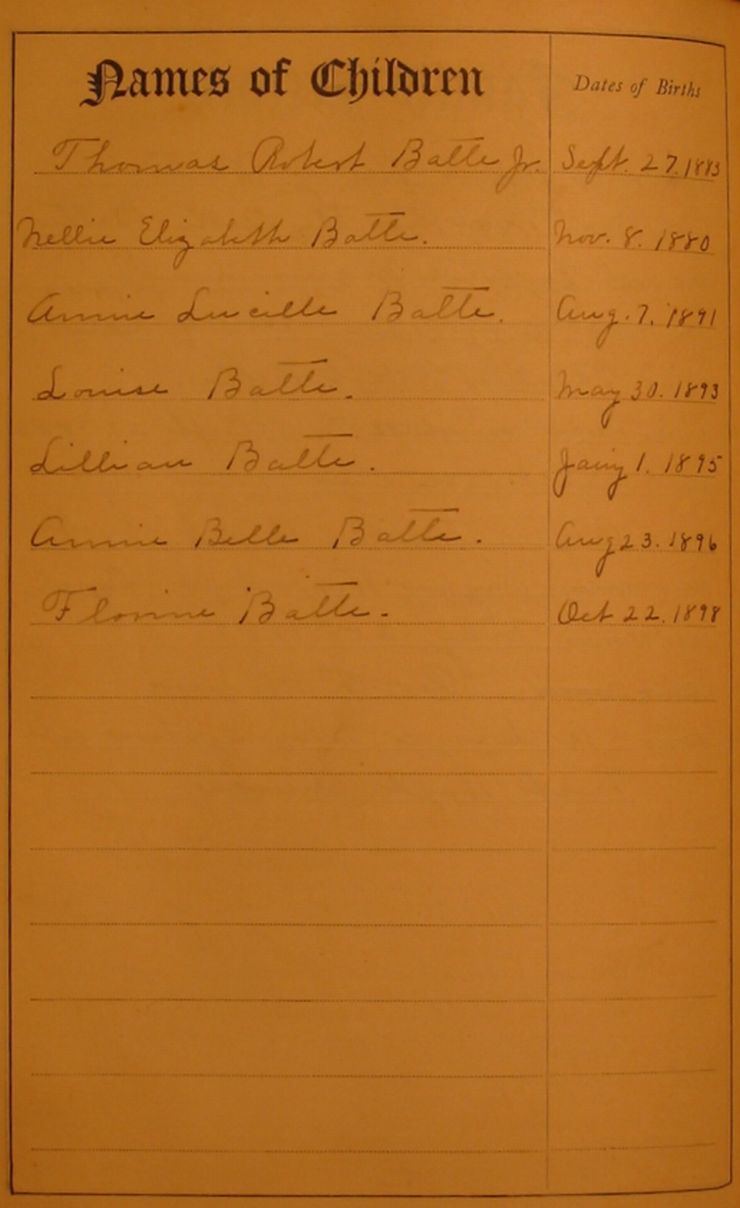 Names of Children Dates of Births
Thomas Robert Batte Jr. Sept. 27. 1883
Nellie Elizabeth Batte. Nov. 8. 1880
Annie Lucille Batte. Aug. 7. 1891
Louise Batte. May 30. 1893
Lillian Batte. Jany 1. 1895
Annie Belle Batte. Aug 23. 1896
Florine Batte. Oct 22. 1898